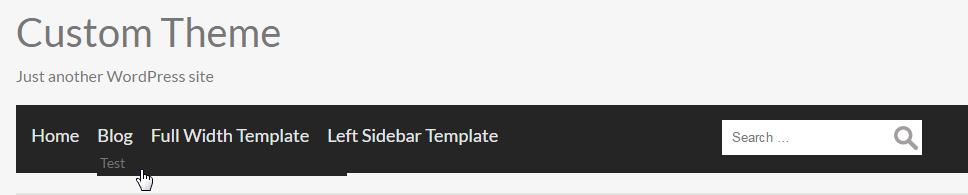 Custom Theme
Just another WordPress site
Home Blog Full Width Template Left Sidebar Template Search …
Test